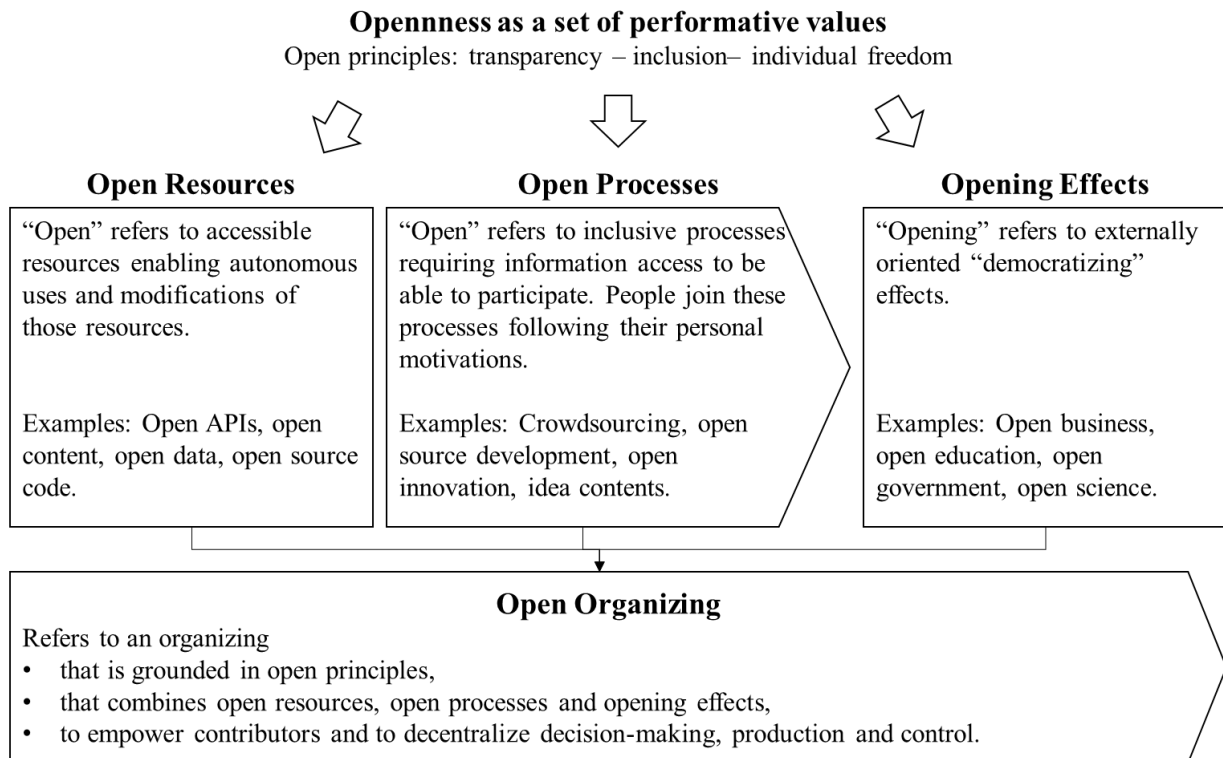 Opennness as a set of performative values
Open principles: transparency – inclusion– individual freedom
Open Resources
“Open” refers to accessible
resources enabling autonomous
uses and modifications of
those resources.
Examples: Open APIs, open
content, open data, open source
code.
Open Processes
“Open” refers to inclusive processes
requiring information access to be
able to participate. People join these
processes following their personal
motivations.
Examples: Crowdsourcing, open
source development, open
innovation, idea contents.
Opening Effects
“Opening” refers to externally
oriented “democratizing”
effects.
Examples: Open business,
open education, open
government, open science.
Open Organizing
Refers to an organizing
• that is grounded in open principles,
• that combines open resources, open processes and opening effects,
• to empower contributors and to decentralize decision-making, production and control.